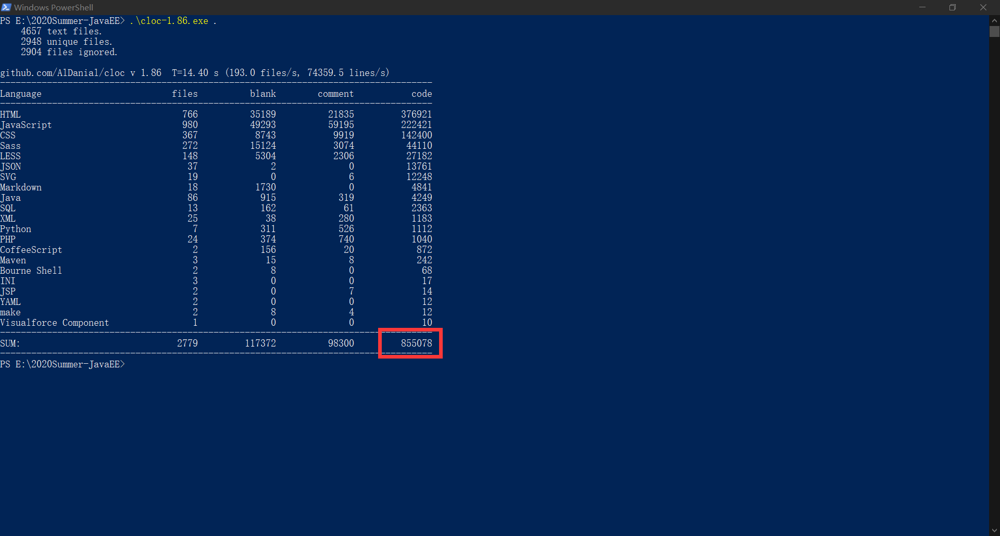 Windows PowerShell
PS E:\2020Summer-JavaEE> .\cloc-1.86.exe .
    4657 text files.
    2948 unique files.
    2904 files ignored.
github.com/AlDanial/cloc v 1.86  T=14.40 s (193.0 files/s, 74359.5 lines/s)
-----------------------------------------------------------------------------------
Language                         files          blank        comment           code
-----------------------------------------------------------------------------------
HTML                               766          35189          21835         376921
JavaScript                         980          49293          59195         222421
CSS                                367           8743           9919         142400
Sass                               272          15124           3074          44110
LESS                               148           5304           2306          27182
JSON                                37              2              0          13761
SVG                                 19              0              6          12248
Markdown                            18           1730              0           4841
Java                                86            915            319           4249
SQL                                 13            162             61           2363
XML                                 25             38            280           1183
Python                               7            311            526           1112
PHP                                 24            374            740           1040
CoffeeScript                         2            156             20            872
Maven                                3             15              8            242
Bourne Shell                         2              8              0             68
INI                                  3              0              0             17
JSP                                  2              0              7             14
YAML                                 2              0              0             12
make                                 2              8              4             12
Visualforce Component                1              0              0             10
-----------------------------------------------------------------------------------
SUM:                              2779         117372          98300         855078
-----------------------------------------------------------------------------------
PS E:\2020Summer-JavaEE>